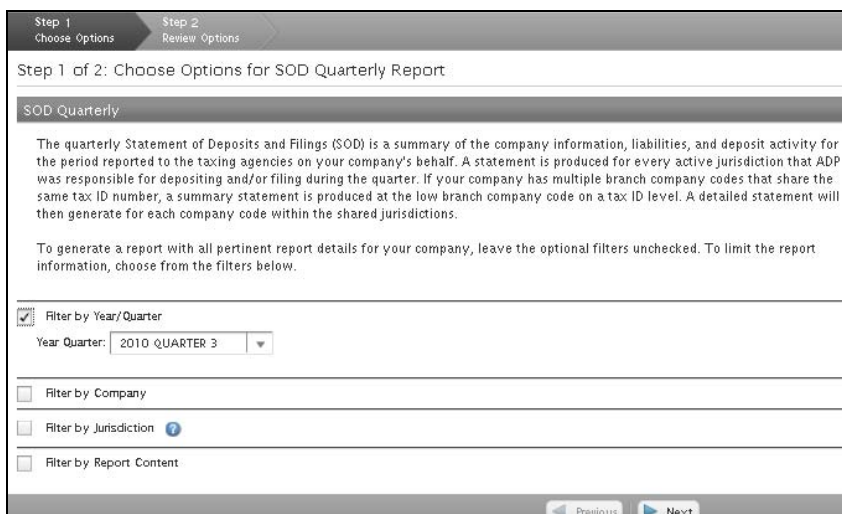 Step 1
Choose Options
Step 2
Review Options
Step 1 of 2: Choose Options for SOD Quarterly Report
SOD Quarterly
The quarterly Statement of Deposits and Filings (SOD) is a summary of the company information, liabilities, and deposit activity for
the period reported to the taxing agencies on your company's behalf. A statement is produced for every active jurisdiction that ADP
was responsible for depositing and/or filing during the quarter. If your company has multiple branch company codes that share the
same tax ID number, a summary statement is produced at the low branch company code on a tax ID level. A detailed statement will
then generate for each company code within the shared jurisdictions.
To generate a report with all pertinent report details for your company, leave the optional filters unchecked. To limit the report
information, choose from the filters below.
Filter by Year/Quarter
Year Quarter: 2010 QUARTER 3
Filter by Company
Filter by Jurisdiction ?
Filter by Report Content
Previous Next